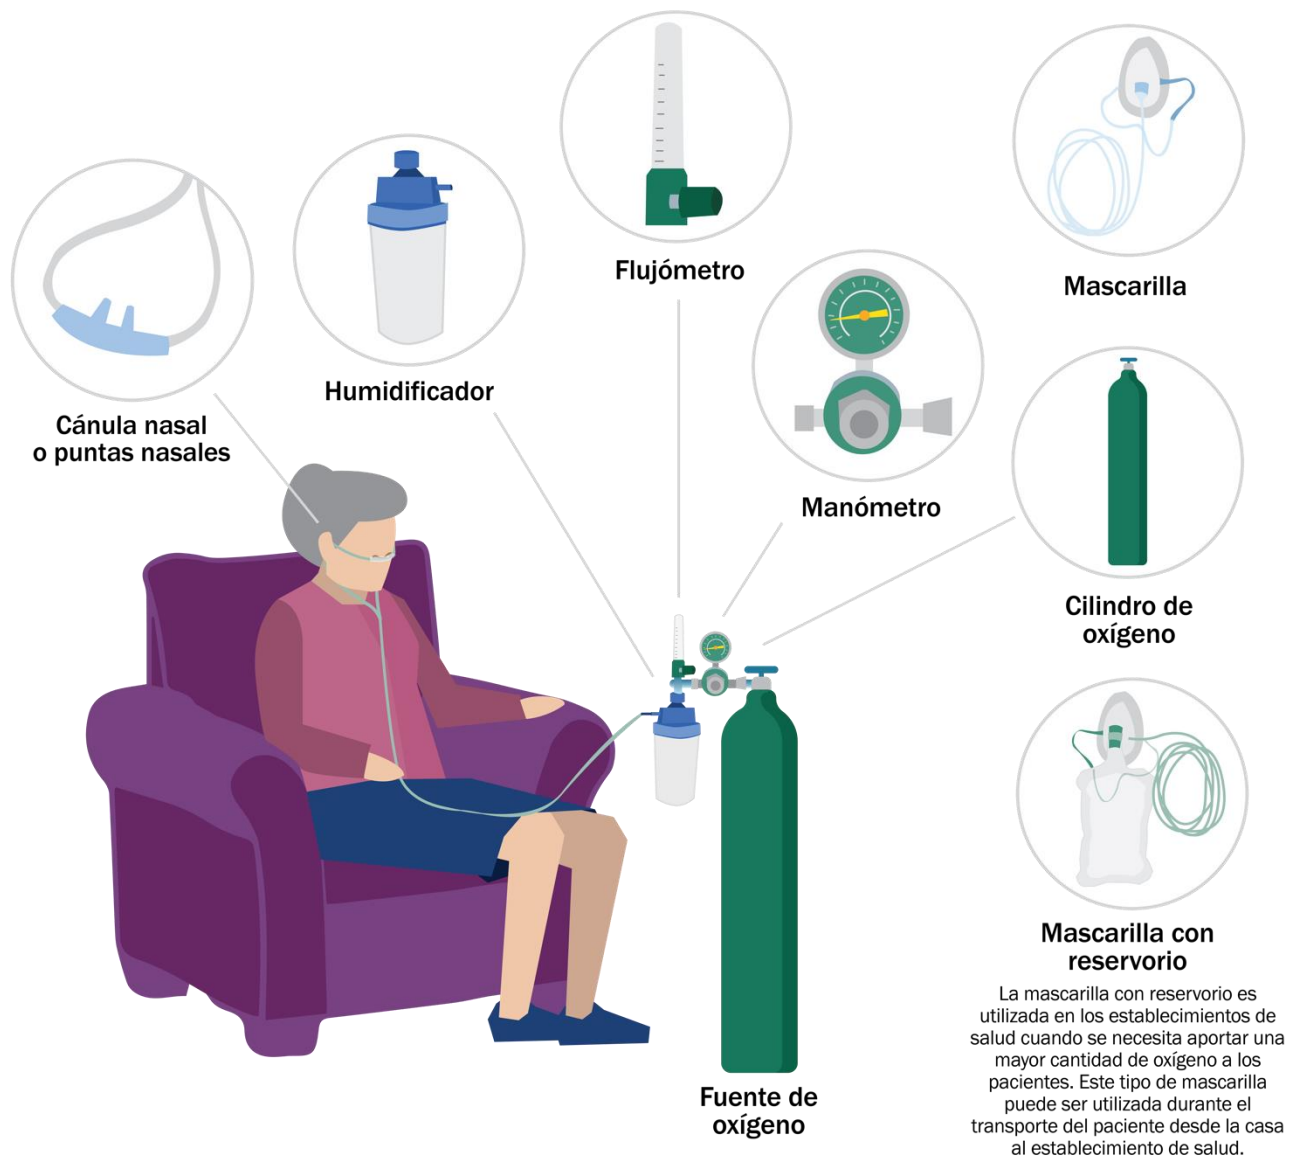 Flujómetro
Mascarilla
Humidificador
Cánula nasal
o puntas nasales
Manómetro
Cilindro de
oxígeno
Mascarilla con
reservorio
La mascarilla con reservorio es
utilizada en los establecimientos de
salud cuando se necesita aportar una
mayor cantidad de oxígeno a los
pacientes. Este tipo de mascarilla
puede ser utilizada durante el
transporte del paciente desde la casa
al establecimiento de salud.
Fuente de
oxígeno